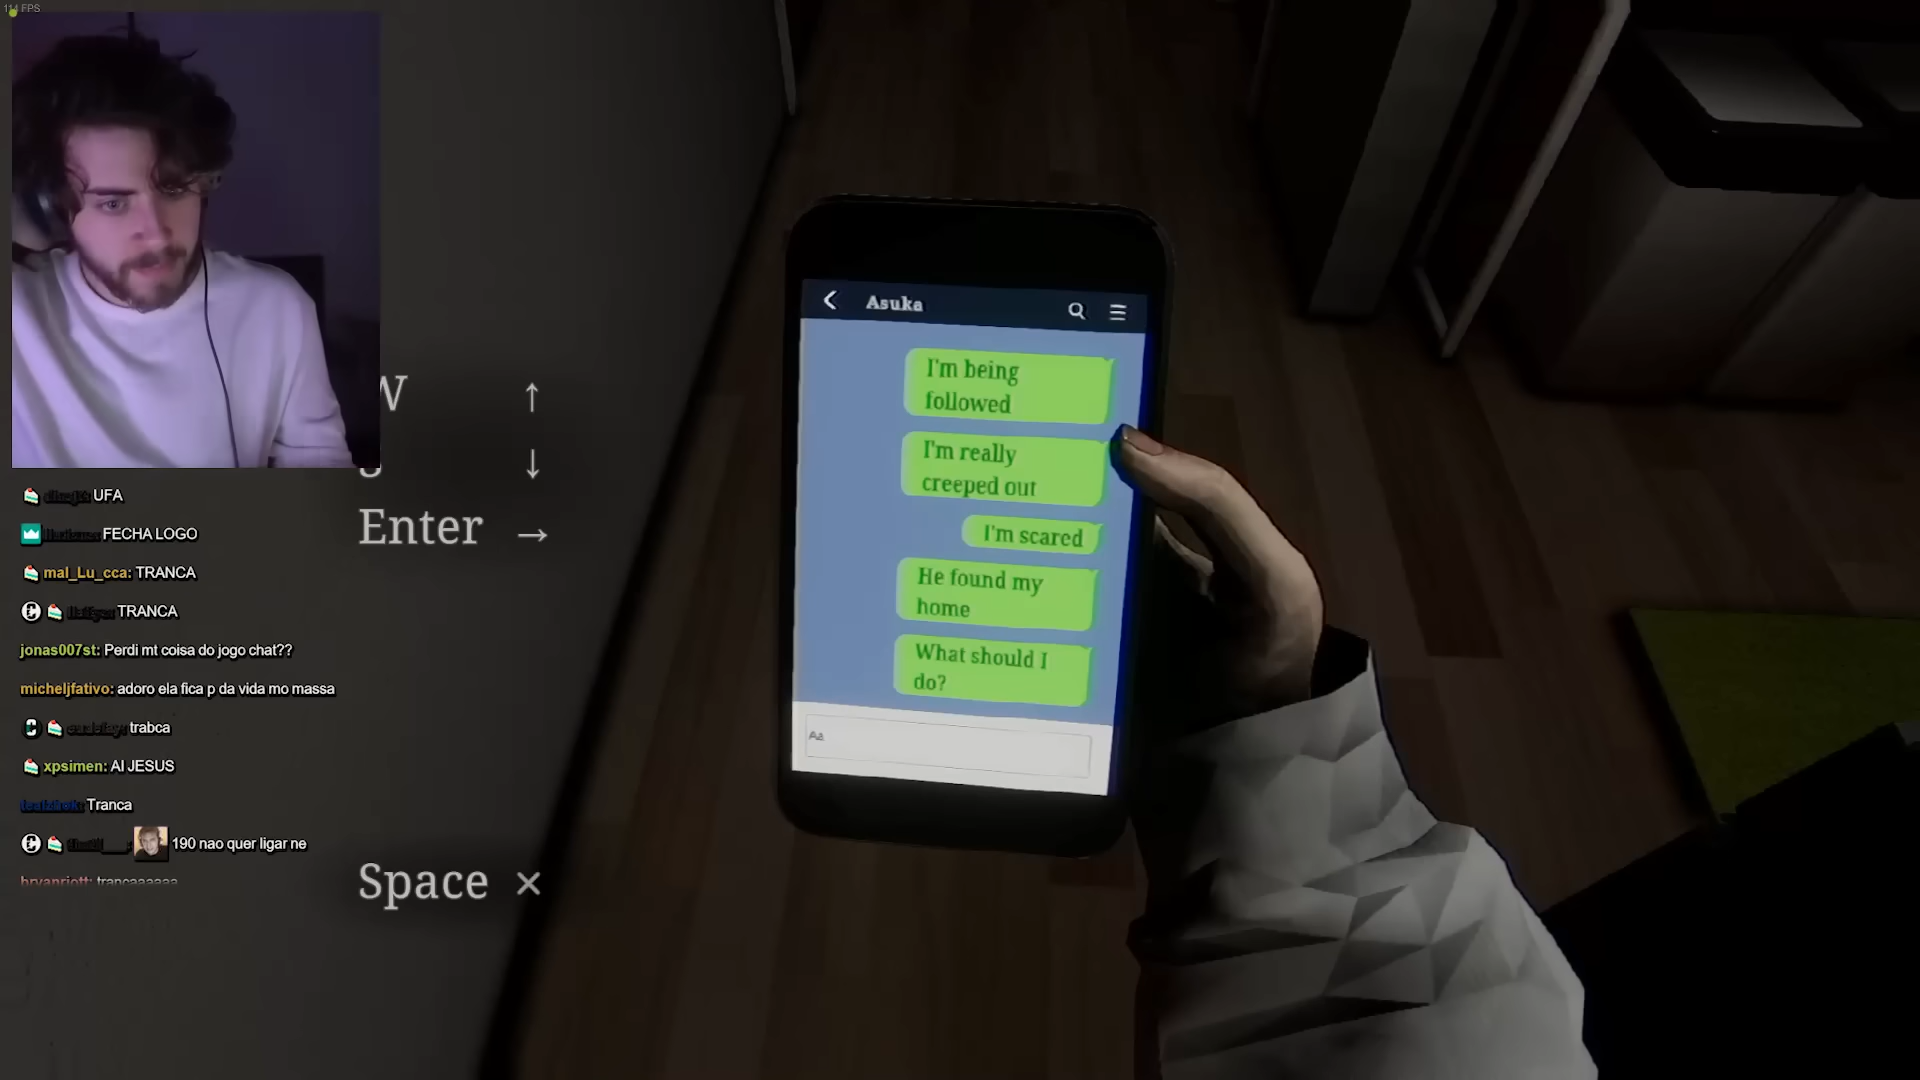 FPS
W ↑
↓
Enter →
UFA
FECHA LOGO
mal_Lu_cca: TRANCA
TRANCA
jonas007st: Perdi mt coisa do jogo chat??
micheljfativo: adoro ela fica p da vida mo massa
trabca
xpsimen: AI JESUS
Tranca
190 nao quer ligar ne
Space ×
Asuka
I'm being
followed
I'm really
creeped out
I'm scared
He found my
home
What should I
do?
Aa